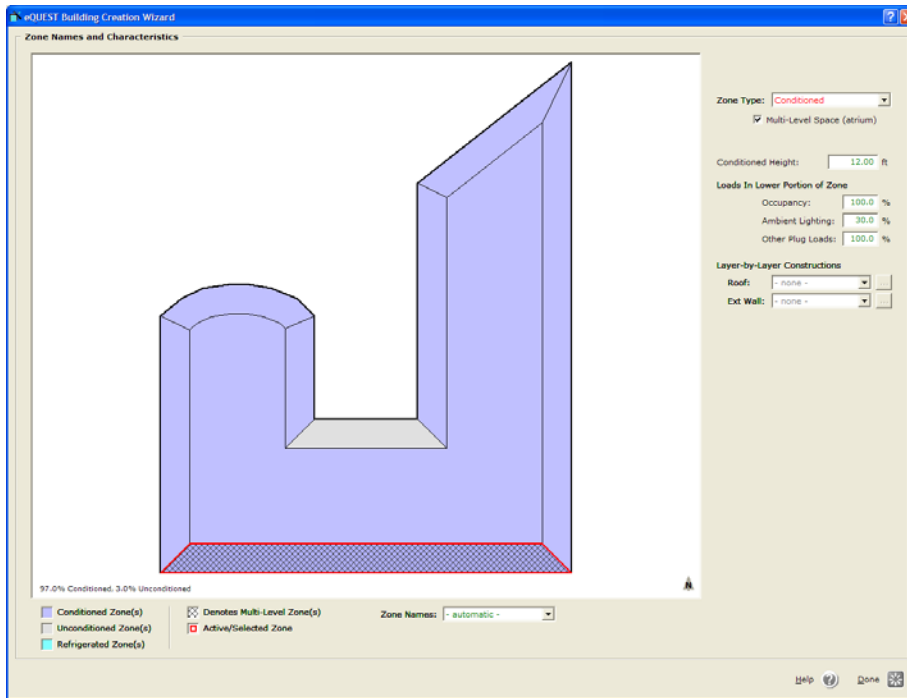 eQUEST Building Creation Wizard
Zone Names and Characteristics
Zone Type: Conditioned
Multi-Level Space (atrium)
Conditioned Height: 12.00 ft
Loads In Lower Portion of Zone
Occupancy: 100.0 %
Ambient Lighting: 30.0 %
Other Plug Loads: 100.0 %
Layer-by-Layer Constructions
Roof: - none - ...
Ext Wall: - none - ...
97.0% Conditioned, 3.0% Unconditioned
N
Conditioned Zone(s)
Unconditioned Zone(s)
Refrigerated Zone(s)
Denotes Multi-Level Zone(s)
Active/Selected Zone
Zone Names: - automatic -
Help ? Done